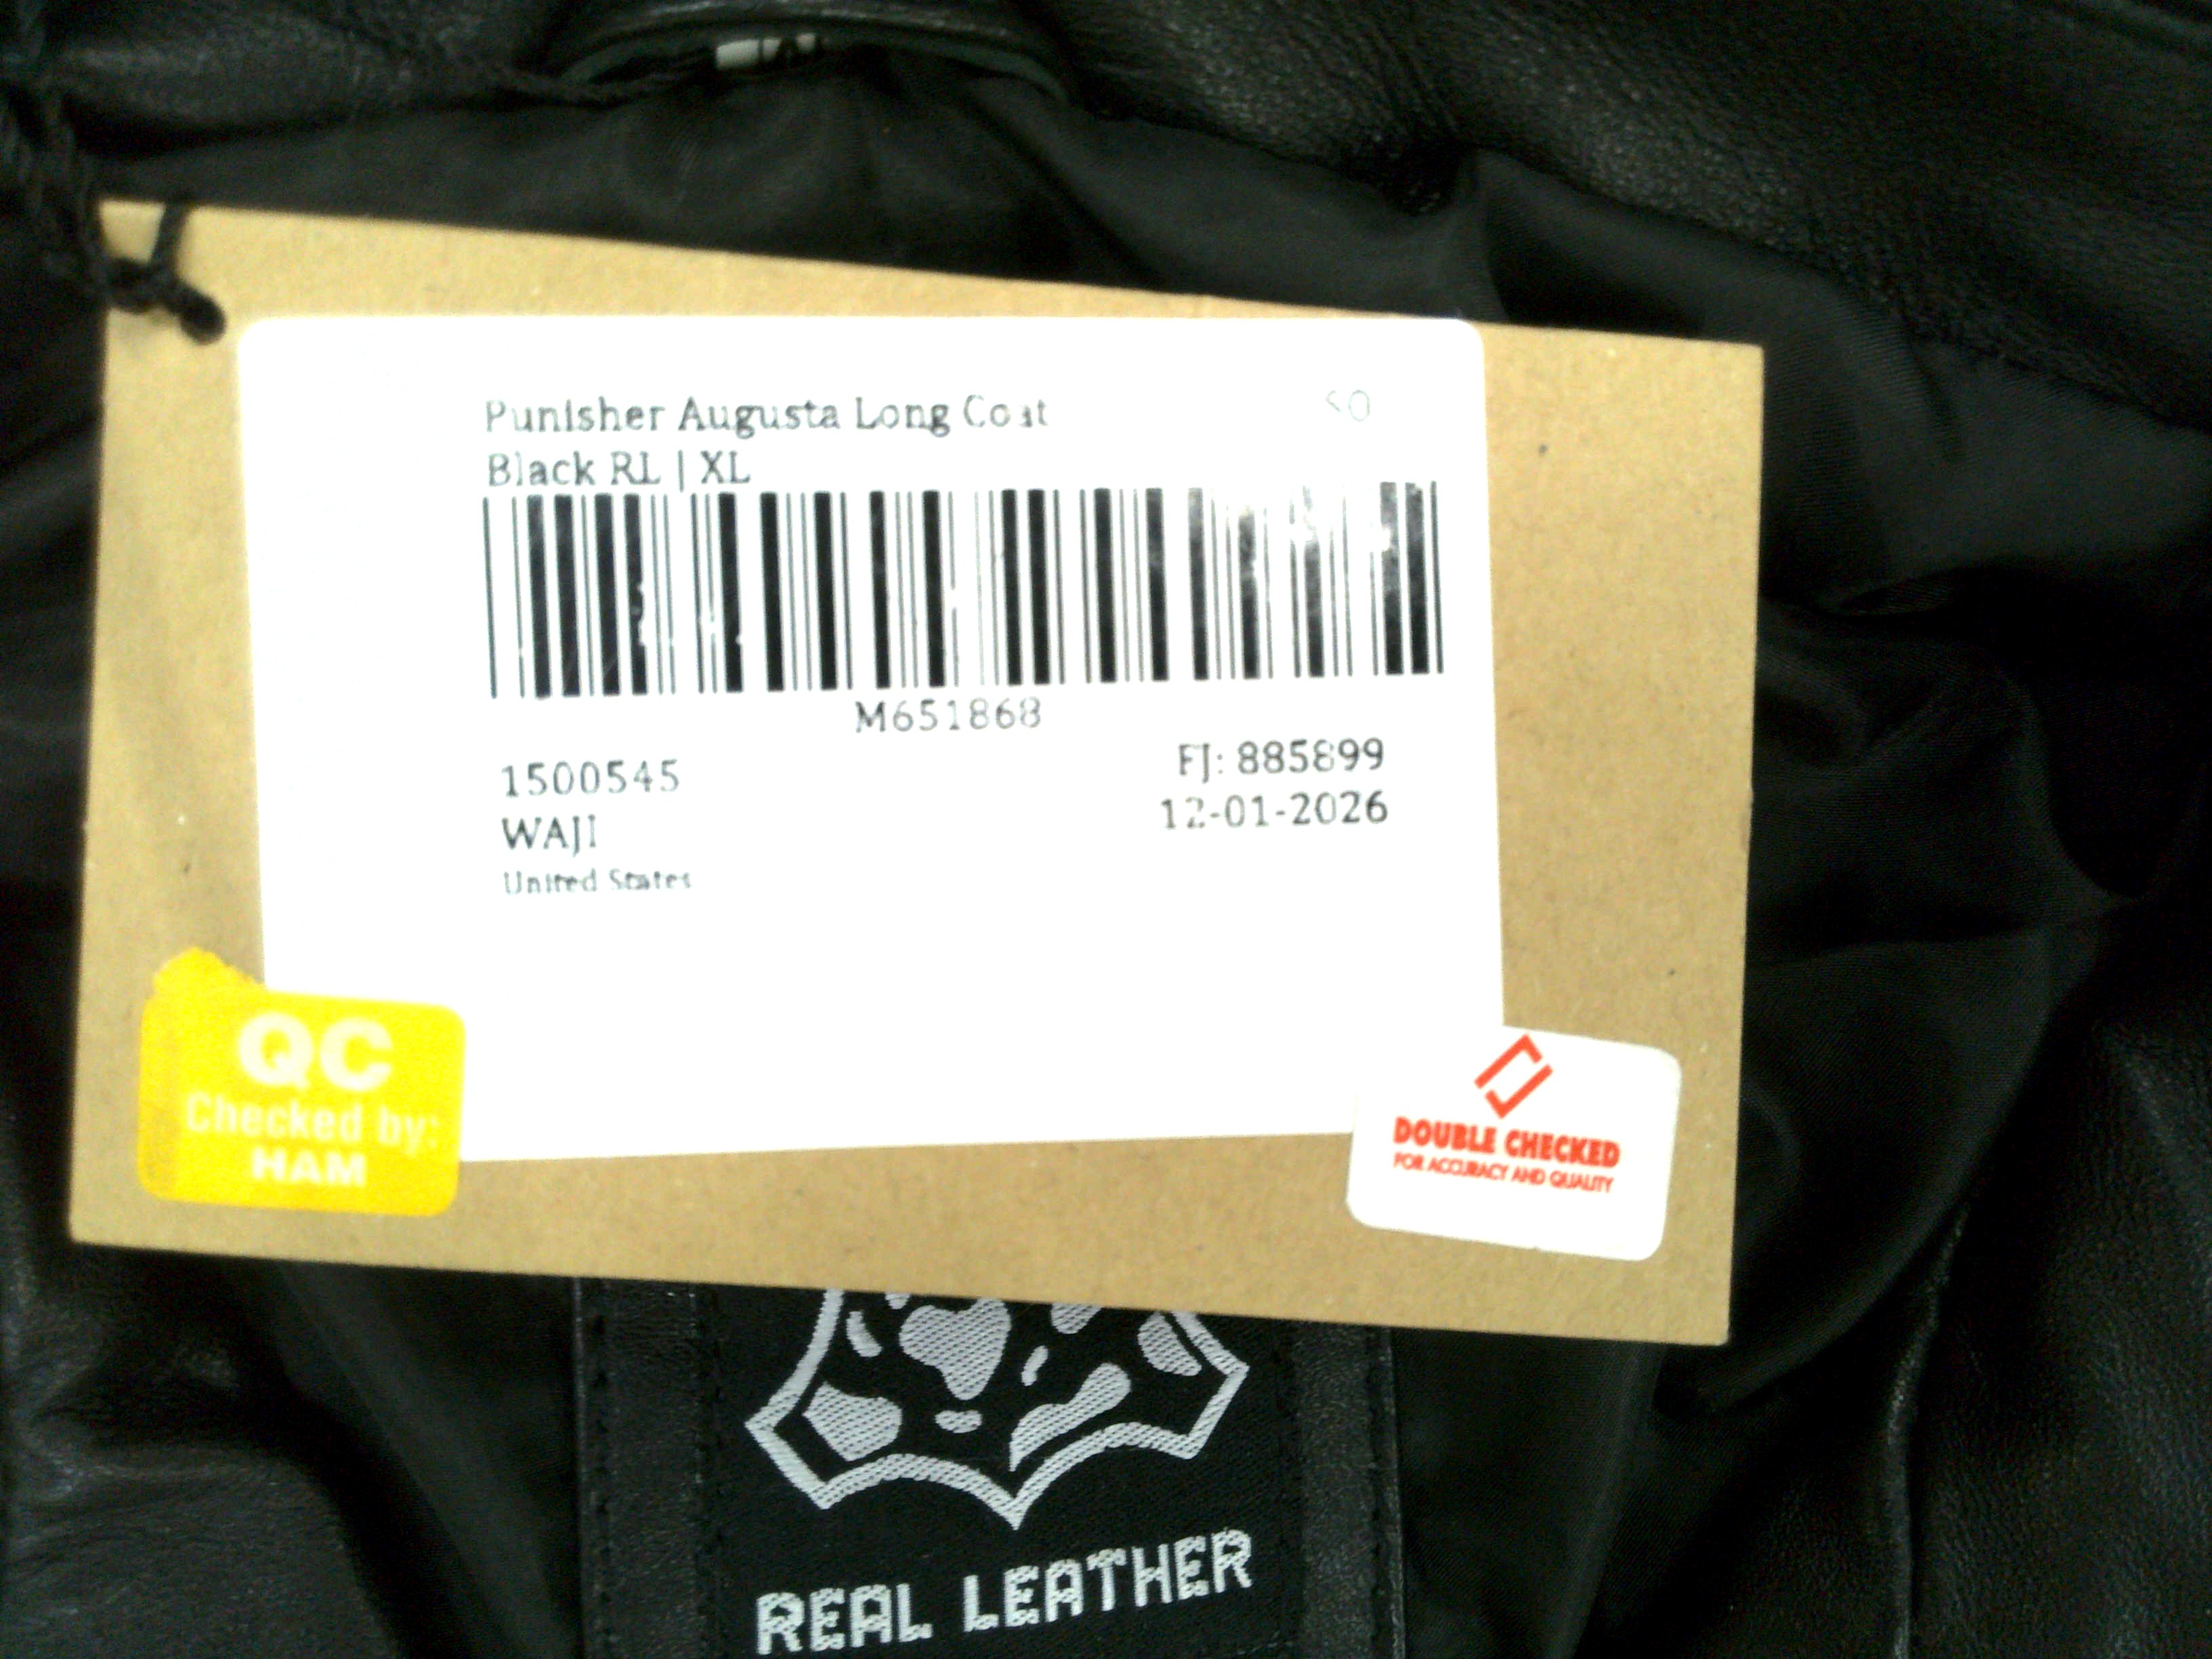 Punisher Augusta Long Coat
SO
Black RL | XL
M651868
1500545
FJ: 885899
WAJI
12-01-2026
United States
QC
Checked by:
HAM
DOUBLE CHECKED
FOR ACCURACY AND QUALITY
REAL LEATHER